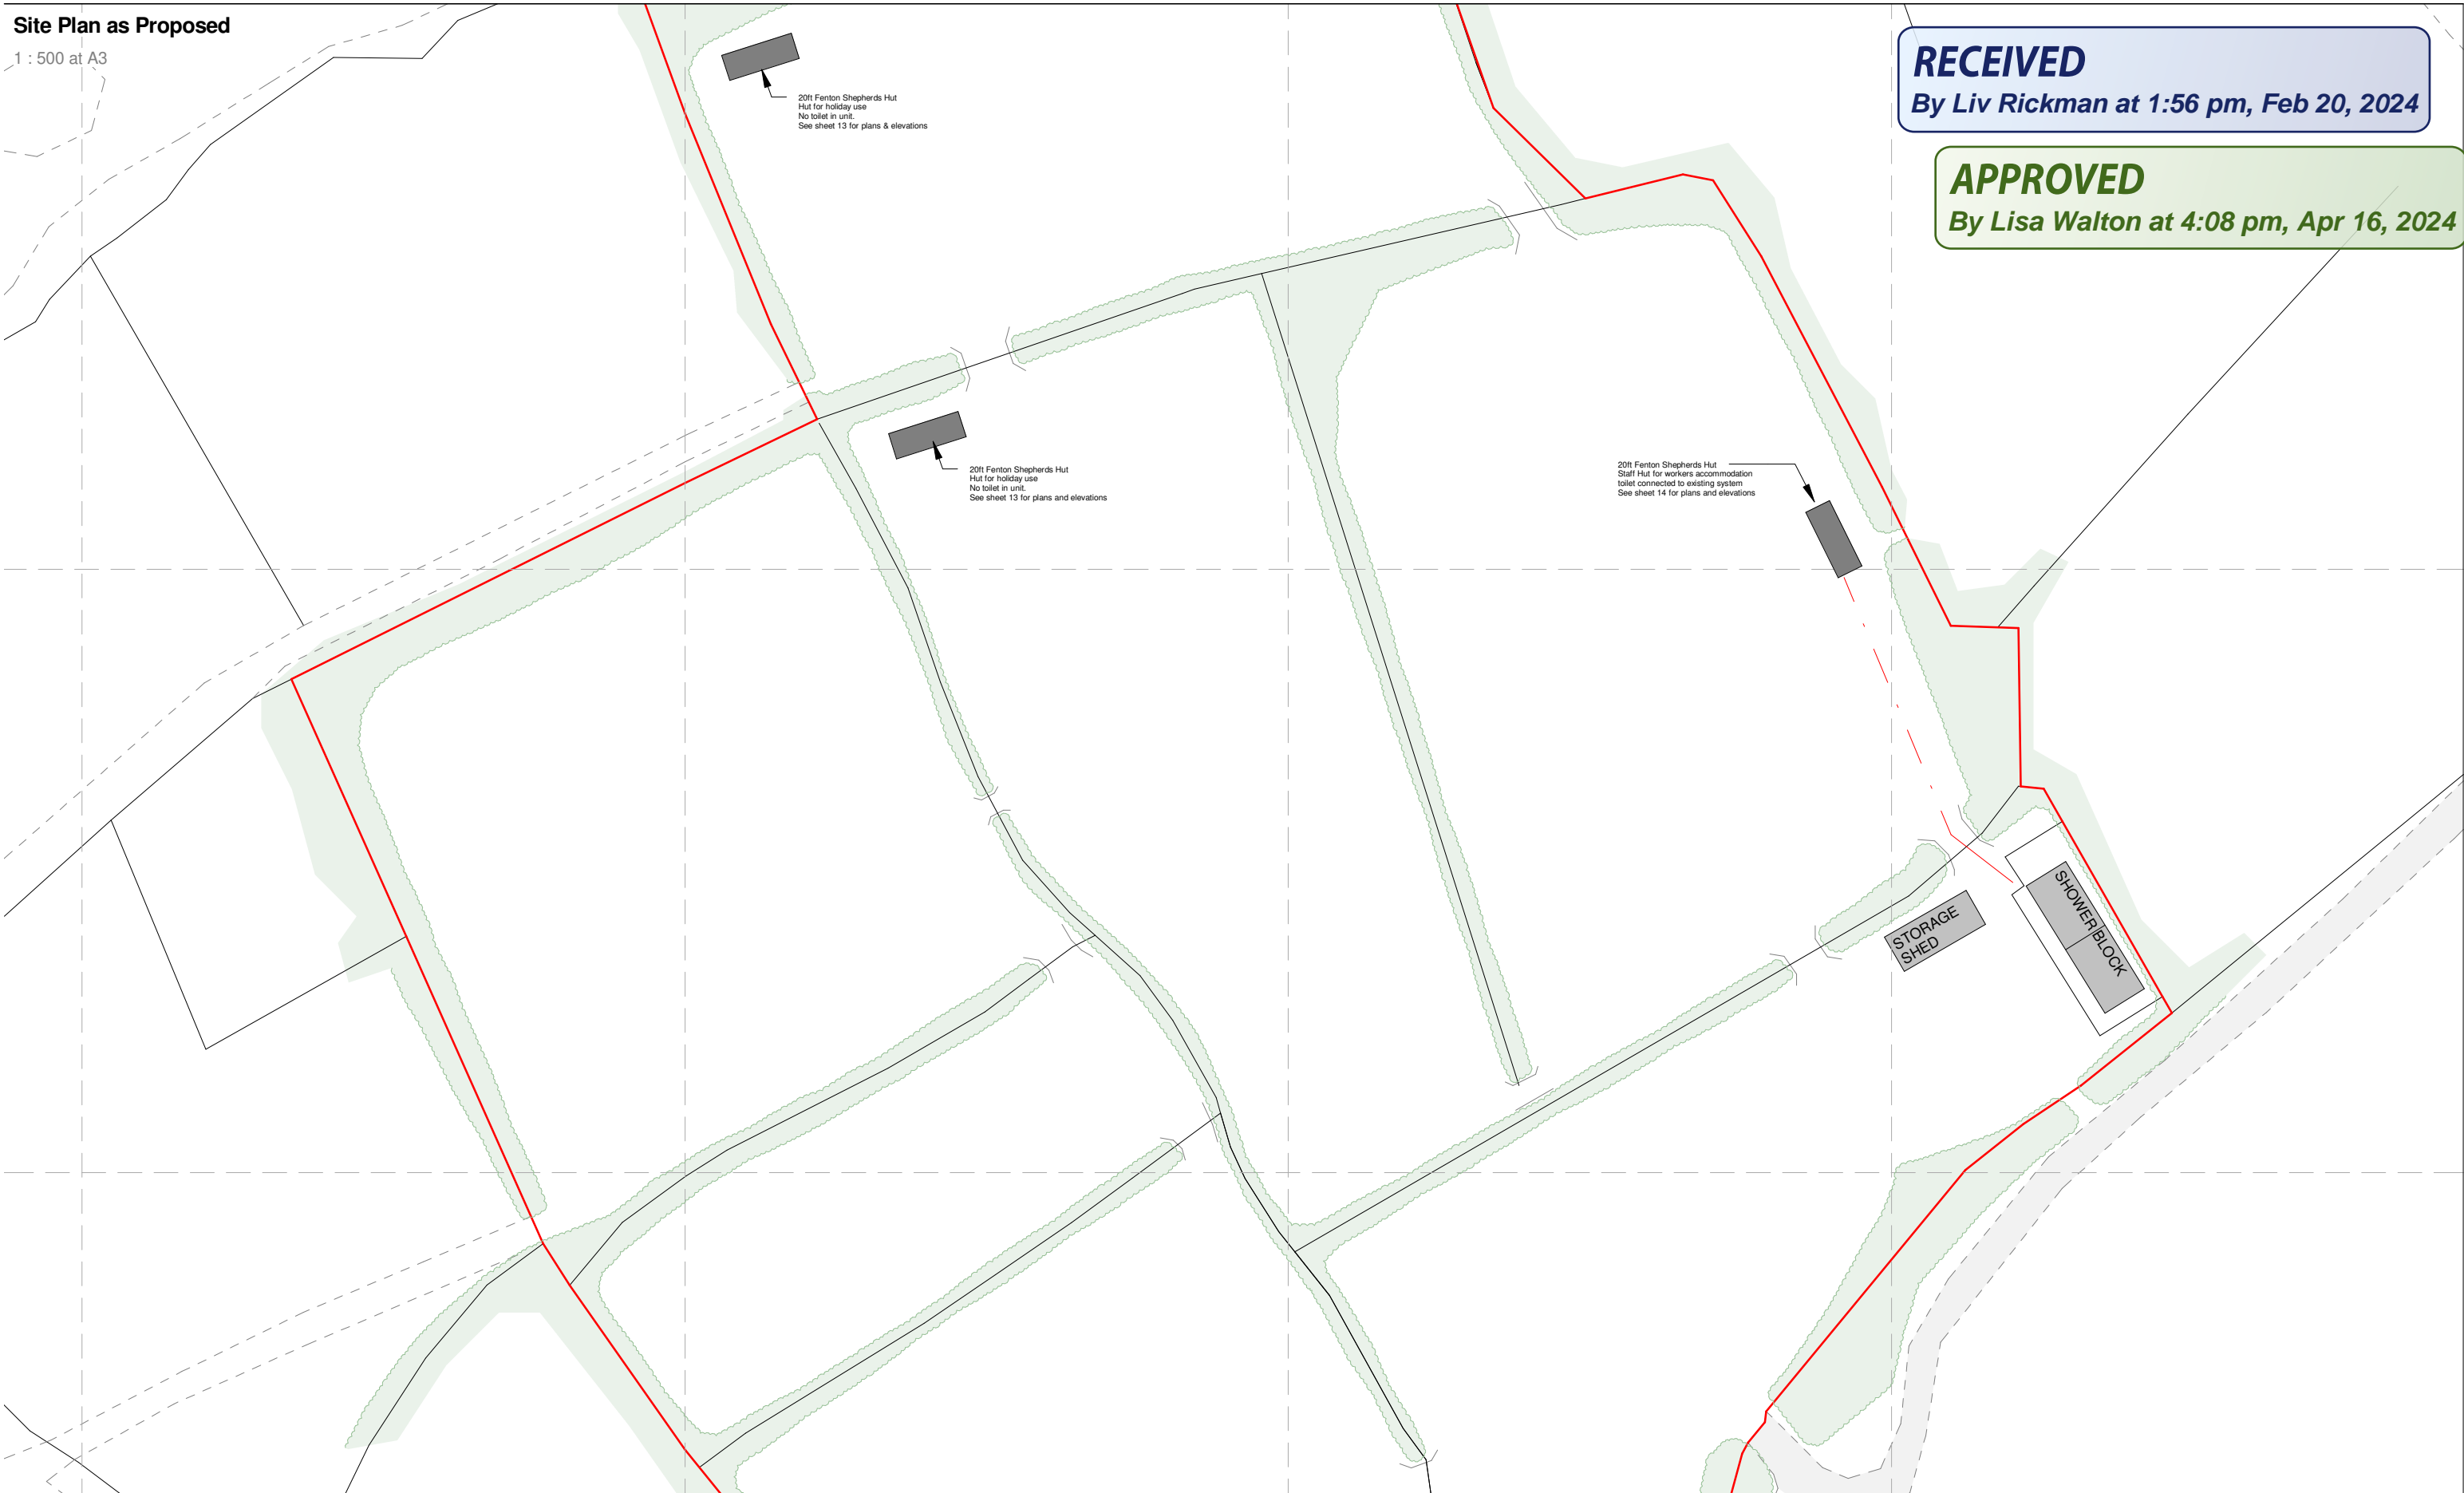 Site Plan as Proposed
1 : 500 at A3
RECEIVED
By Liv Rickman at 1:56 pm, Feb 20, 2024
APPROVED
By Lisa Walton at 4:08 pm, Apr 16, 2024
20ft Fenton Shepherds Hut
Hut for holiday use
No toilet in unit.
See sheet 13 for plans & elevations
20ft Fenton Shepherds Hut
Hut for holiday use
No toilet in unit.
See sheet 13 for plans and elevations
20ft Fenton Shepherds Hut
Staff Hut for workers accommodation
toilet connected to existing system
See sheet 14 for plans and elevations
STORAGE
SHED
SHOWER BLOCK